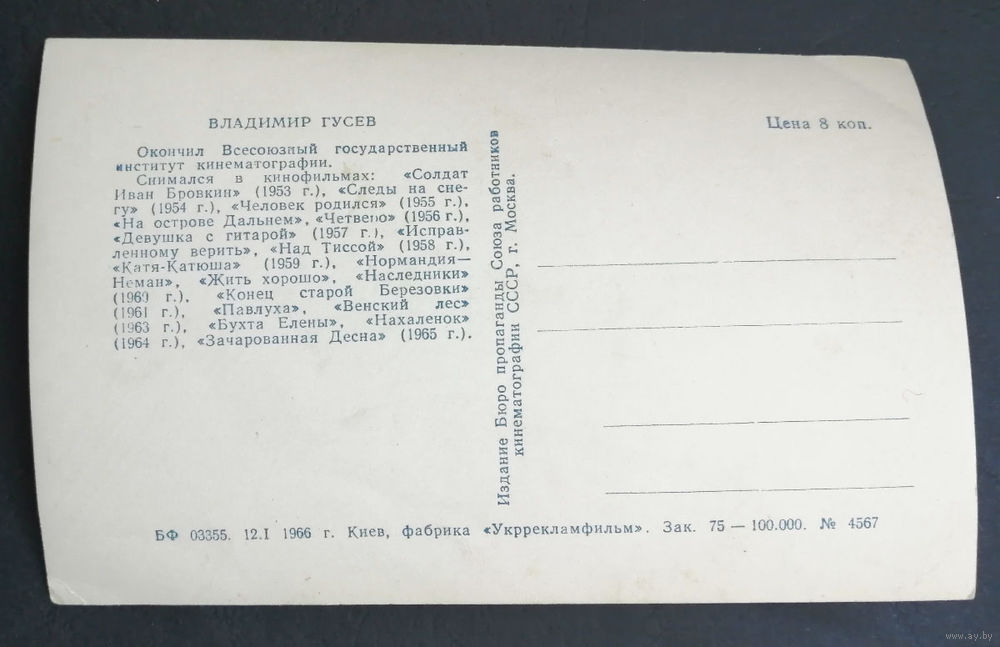 ВЛАДИМИР ГУСЕВ
Окончил Всесоюзный государственный
институт кинематографии.
Снимался в кинофильмах: «Солдат
Иван Бровкин» (1953 г.), «Следы на сне-
гу» (1954 г.), «Человек родился» (1955 г.),
«На острове Дальнем», «Четверо» (1956 г.),
«Девушка с гитарой» (1957 г.), «Исправ-
ленному верить», «Над Тиссой» (1958 г.),
«Катя-Катюша» (1959 г.), «Нормандия—
Неман», «Жить хорошо», «Наследники»
(1960 г.), «Конец старой Березовки»
(1961 г.), «Павлуха», «Венский лес»
(1963 г.), «Бухта Елены», «Нахаленок»
(1964 г.), «Зачарованная Десна» (1965 г.).
Издание Бюро пропаганды Союза работников
кинематографии СССР, г. Москва.
Цена 8 коп.
БФ 03355. 12.I 1966 г. Киев, фабрика «Укррекламфильм». Зак. 75 — 100.000. № 4567
www.ay.by